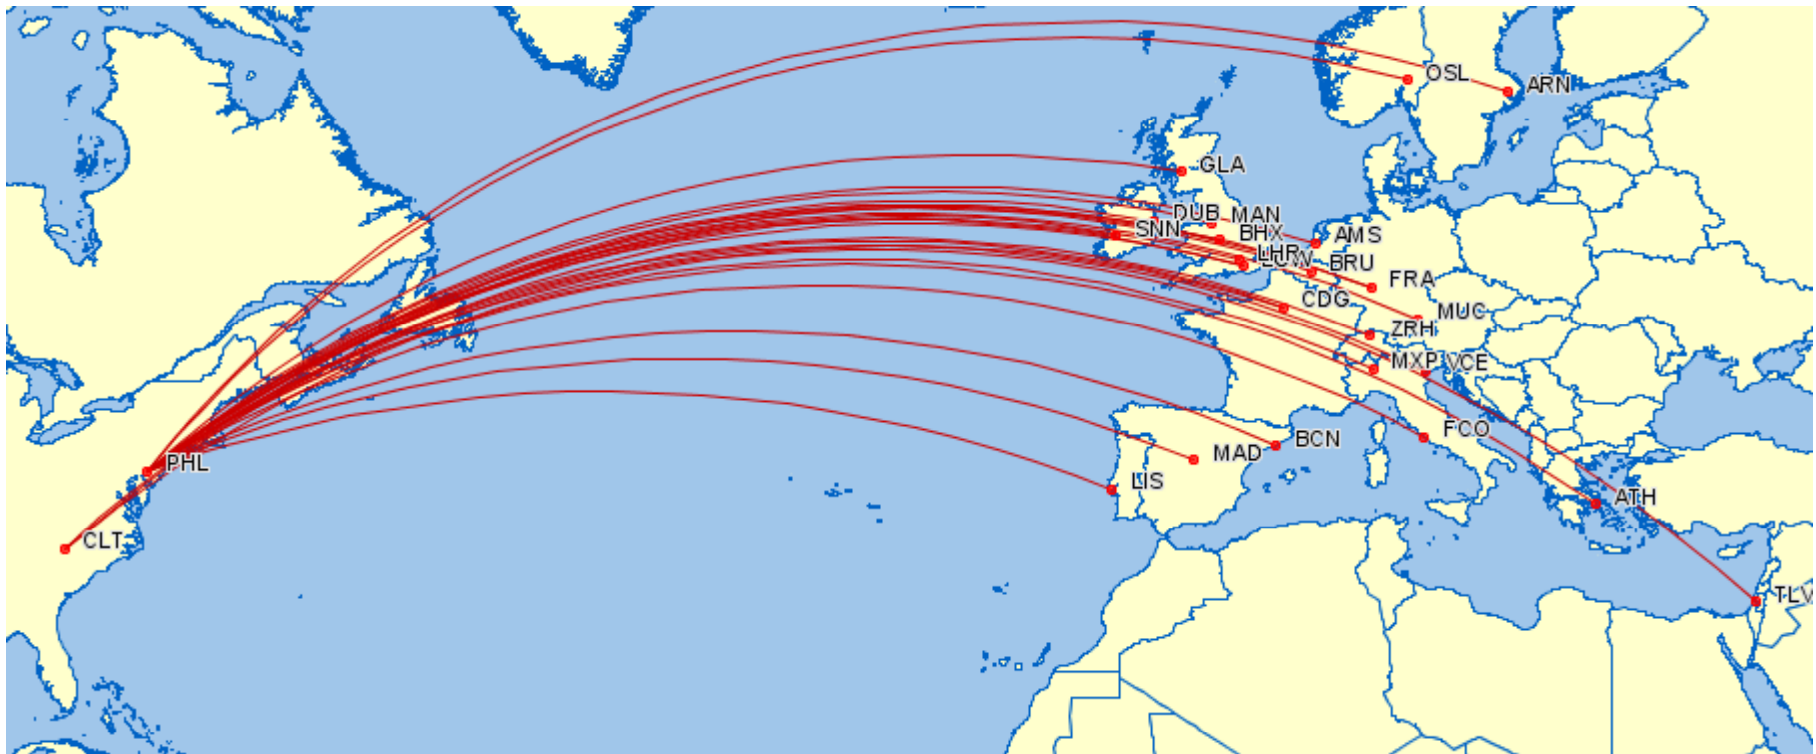 OSL
ARN
GLA
DUB
MAN
SNN
BHX
AMS
LHR
BRU
FRA
CDG
MUC
ZRH
MXP
VCE
FCO
BCN
MAD
PHL
LIS
ATH
CLT
TLV